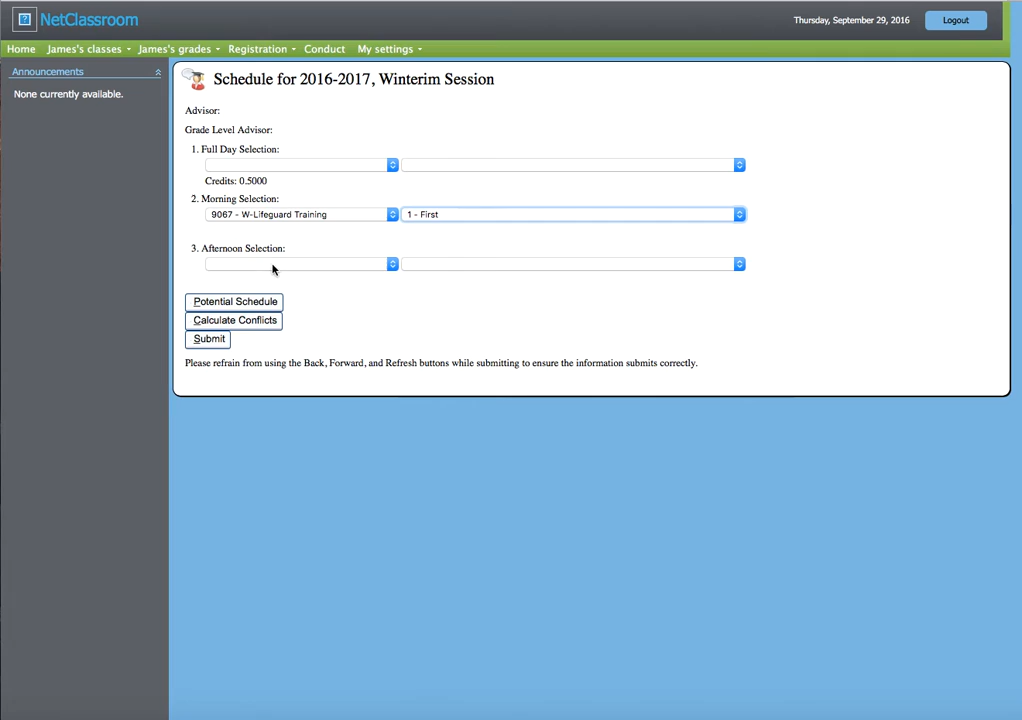 ? NetClassroom
Thursday, September 29, 2016
Logout
Home James's classes James's grades Registration Conduct My settings
Announcements
None currently available.
Schedule for 2016-2017, Winterim Session
Advisor:
Grade Level Advisor:
1. Full Day Selection:
Credits: 0.5000
2. Morning Selection:
9067 - W-Lifeguard Training 1 - First
3. Afternoon Selection:
Potential Schedule
Calculate Conflicts
Submit
Please refrain from using the Back, Forward, and Refresh buttons while submitting to ensure the information submits correctly.